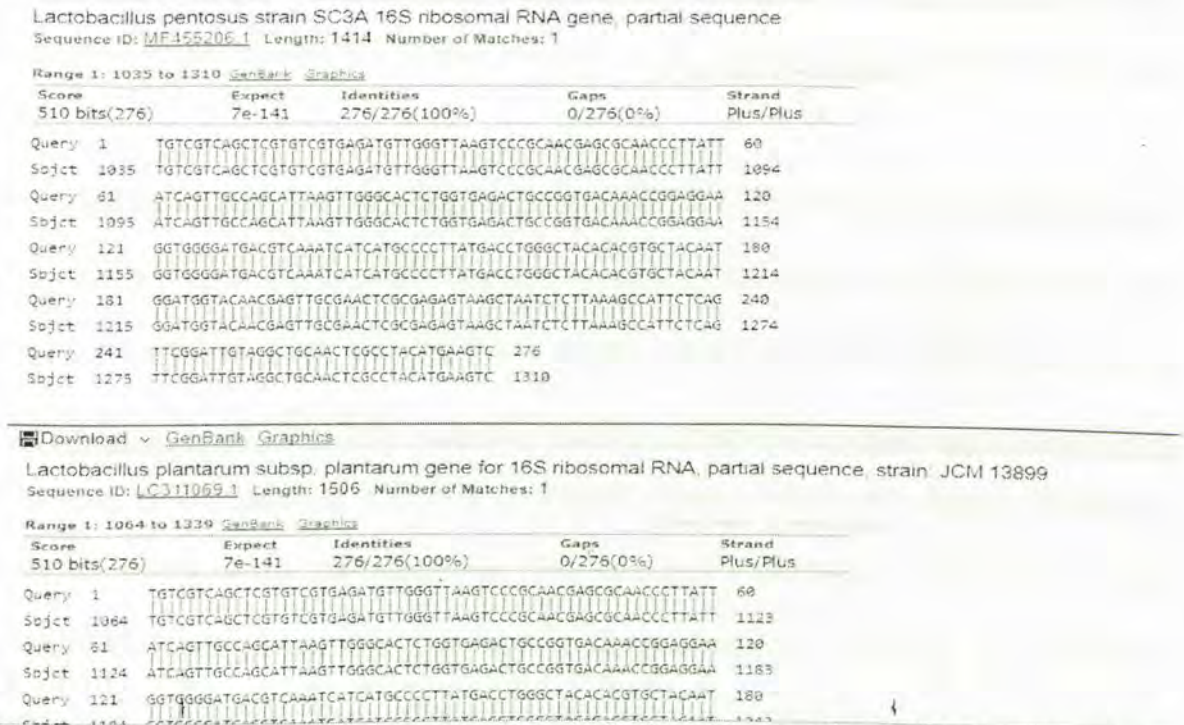 Lactobacillus pentosus strain SC3A 16S ribosomal RNA gene, partial sequence
Sequence ID: MF455206.1 Length: 1414 Number of Matches: 1
Range 1: 1035 to 1310 GenBank Graphics
Score Expect Identities Gaps Strand
510 bits(276) 7e-141 276/276(100%) 0/276(0%) Plus/Plus
Query 1 TGTCGTCAGCTCGTGTCGTGAGATGTTGGGTTAAGTCCCGCAACGAGCGCAACCCTTATT 60
Sbjct 1035 TGTCGTCAGCTCGTGTCGTGAGATGTTGGGTTAAGTCCCGCAACGAGCGCAACCCTTATT 1094
Query 61 ATCAGTTGCCAGCATTAAGTTGGGCACTCTGGTGAGACTGCCGGTGACAAACCGGAGGAA 120
Sbjct 1095 ATCAGTTGCCAGCATTAAGTTGGGCACTCTGGTGAGACTGCCGGTGACAAACCGGAGGAA 1154
Query 121 GGTGGGGATGACGTCAAATCATCATGCCCCTTATGACCTGGGCTACACACGTGCTACAAT 180
Sbjct 1155 GGTGGGGATGACGTCAAATCATCATGCCCCTTATGACCTGGGCTACACACGTGCTACAAT 1214
Query 181 GGATGGTACAACGAGTTGCGAACTCGCGAGAGTAAGCTAATCTCTTAAAGCCATTCTCAG 240
Sbjct 1215 GGATGGTACAACGAGTTGCGAACTCGCGAGAGTAAGCTAATCTCTTAAAGCCATTCTCAG 1274
Query 241 TTCGGATTGTAGGCTGCAACTCGCCTACATGAAGTC 276
Sbjct 1275 TTCGGATTGTAGGCTGCAACTCGCCTACATGAAGTC 1310
Download GenBank Graphics
Lactobacillus plantarum subsp. plantarum gene for 16S ribosomal RNA, partial sequence, strain: JCM 13899
Sequence ID: LC311069.1 Length: 1506 Number of Matches: 1
Range 1: 1064 to 1339 GenBank Graphics
Score Expect Identities Gaps Strand
510 bits(276) 7e-141 276/276(100%) 0/276(0%) Plus/Plus
Query 1 TGTCGTCAGCTCGTGTCGTGAGATGTTGGGTTAAGTCCCGCAACGAGCGCAACCCTTATT 60
Sbjct 1064 TGTCGTCAGCTCGTGTCGTGAGATGTTGGGTTAAGTCCCGCAACGAGCGCAACCCTTATT 1123
Query 61 ATCAGTTGCCAGCATTAAGTTGGGCACTCTGGTGAGACTGCCGGTGACAAACCGGAGGAA 120
Sbjct 1124 ATCAGTTGCCAGCATTAAGTTGGGCACTCTGGTGAGACTGCCGGTGACAAACCGGAGGAA 1183
Query 121 GGTGGGGATGACGTCAAATCATCATGCCCCTTATGACCTGGGCTACACACGTGCTACAAT 180